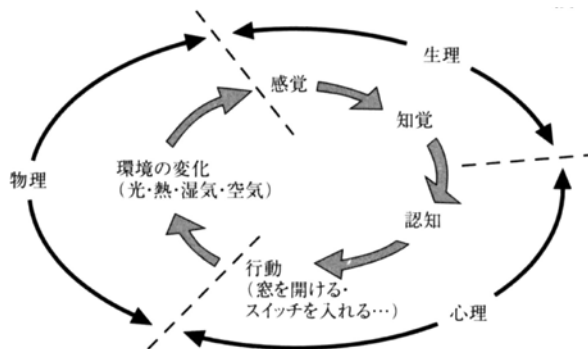 生理
感覚
知覚
環境の変化
（光・熱・湿気・空気）
物理
認知
行動
（窓を開ける・
スイッチを入れる…）
心理